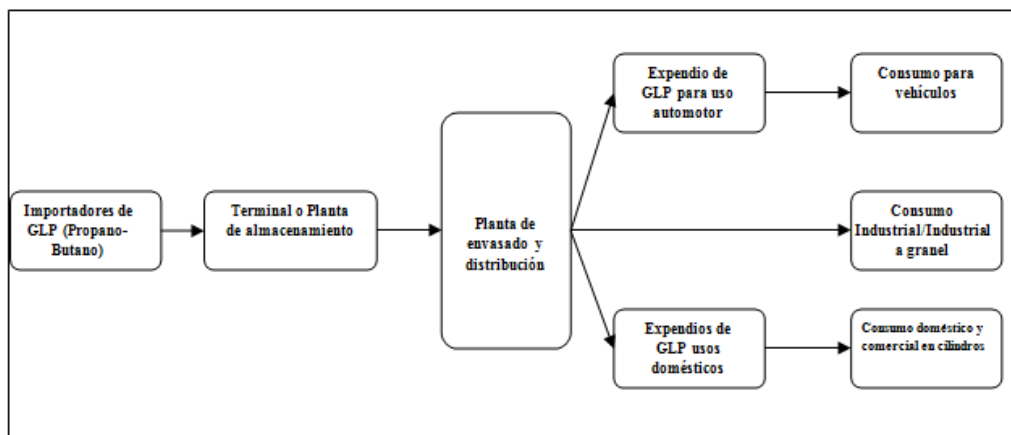 Importadores de
GLP (Propano-
Butano)
Terminal o Planta
de almacenamiento
Planta de
envasado y
distribución
Expendio de
GLP para uso
automotor
Consumo para
vehículos
Consumo
Industrial/Industrial
a granel
Expendios de
GLP usos
domésticos
Consumo doméstico y
comercial en cilindros